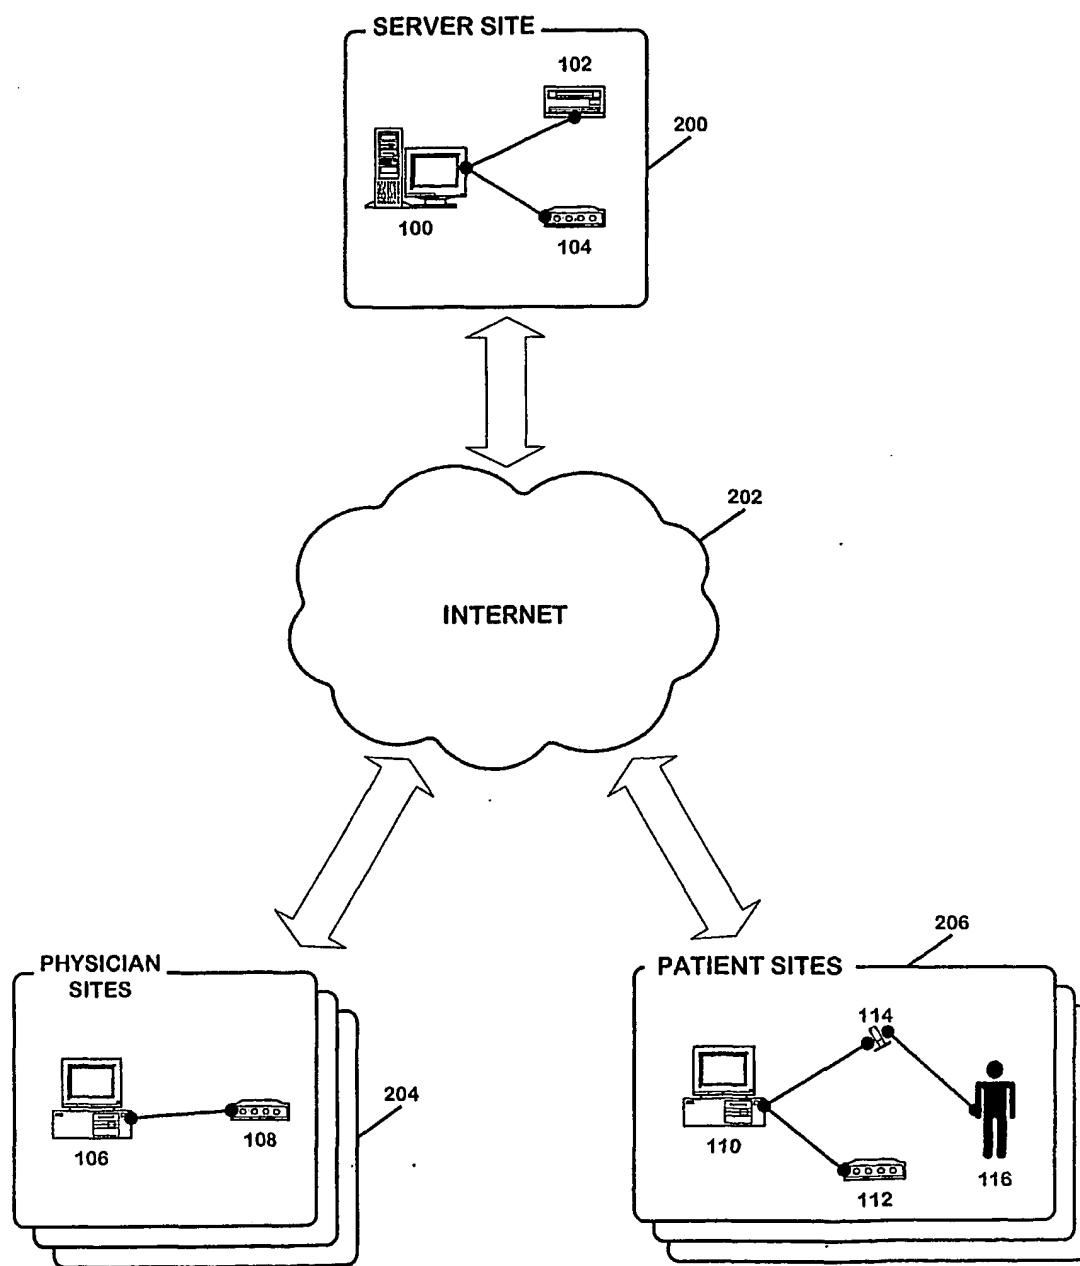 SERVER SITE
102
200
100
104
202
INTERNET
206
PHYSICIAN
SITES
PATIENT SITES
114
204
108
106
110
116
112